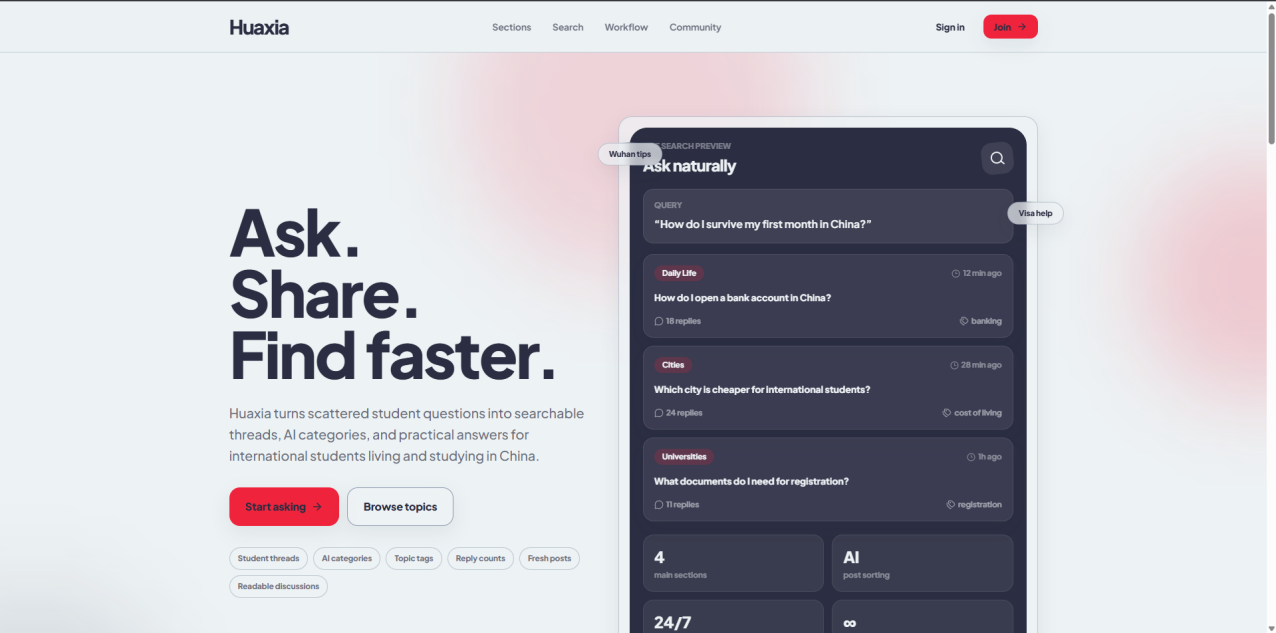 Huaxia
Sections Search Workflow Community
Sign in
Join →
Ask.
Share.
Find faster.
Huaxia turns scattered student questions into searchable
threads, AI categories, and practical answers for
international students living and studying in China.
Start asking →
Browse topics
Student threads AI categories Topic tags Reply counts Fresh posts
Readable discussions
Wuhan tips
SEARCH PREVIEW
Ask naturally
Visa help
QUERY
“How do I survive my first month in China?”
Daily Life 12 min ago
How do I open a bank account in China?
18 replies banking
Cities 28 min ago
Which city is cheaper for international students?
24 replies cost of living
Universities 1h ago
What documents do I need for registration?
11 replies registration
4
main sections
AI
post sorting
24/7
∞